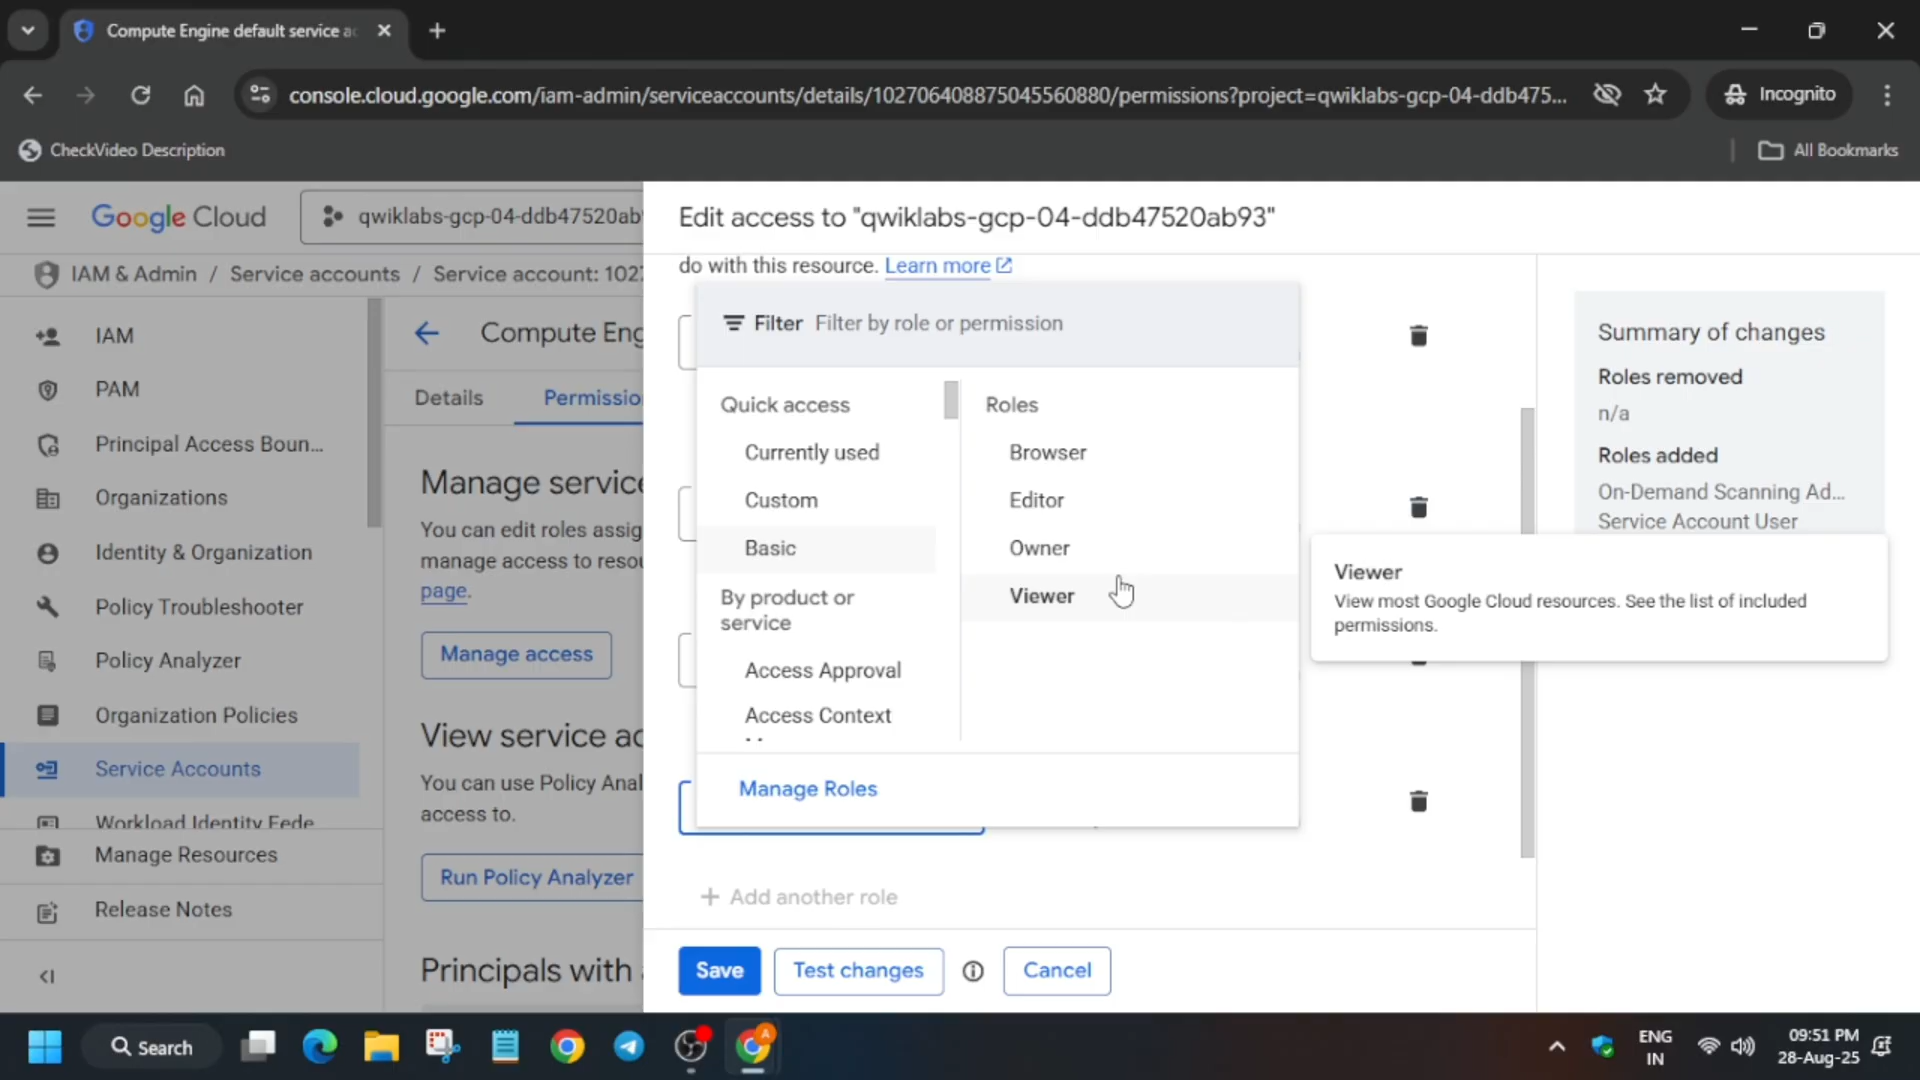 Compute Engine default service a
console.cloud.google.com/iam-admin/serviceaccounts/details/102706408875045560880/permissions?project=qwiklabs-gcp-04-ddb475...
Incognito
CheckVideo Description
All Bookmarks
Google Cloud
qwiklabs-gcp-04-ddb47520ab9
IAM & Admin / Service accounts / Service account: 1027
IAM
PAM
Principal Access Boun...
Organizations
Identity & Organization
Policy Troubleshooter
Policy Analyzer
Organization Policies
Service Accounts
Workload Identity Fede
Manage Resources
Release Notes
Compute Eng
Details
Permissio
Manage service
You can edit roles assig
manage access to resou
page.
Manage access
View service ac
You can use Policy Anal
access to.
Run Policy Analyzer
Principals with a
Edit access to "qwiklabs-gcp-04-ddb47520ab93"
do with this resource. Learn more
Filter Filter by role or permission
Quick access
Currently used
Custom
Basic
By product or
service
Access Approval
Access Context
Roles
Browser
Editor
Owner
Viewer
Manage Roles
+ Add another role
Save
Test changes
Cancel
Summary of changes
Roles removed
n/a
Roles added
On-Demand Scanning Ad...
Service Account User
Viewer
View most Google Cloud resources. See the list of included
permissions.
Search
ENG
IN
09:51 PM
28-Aug-25